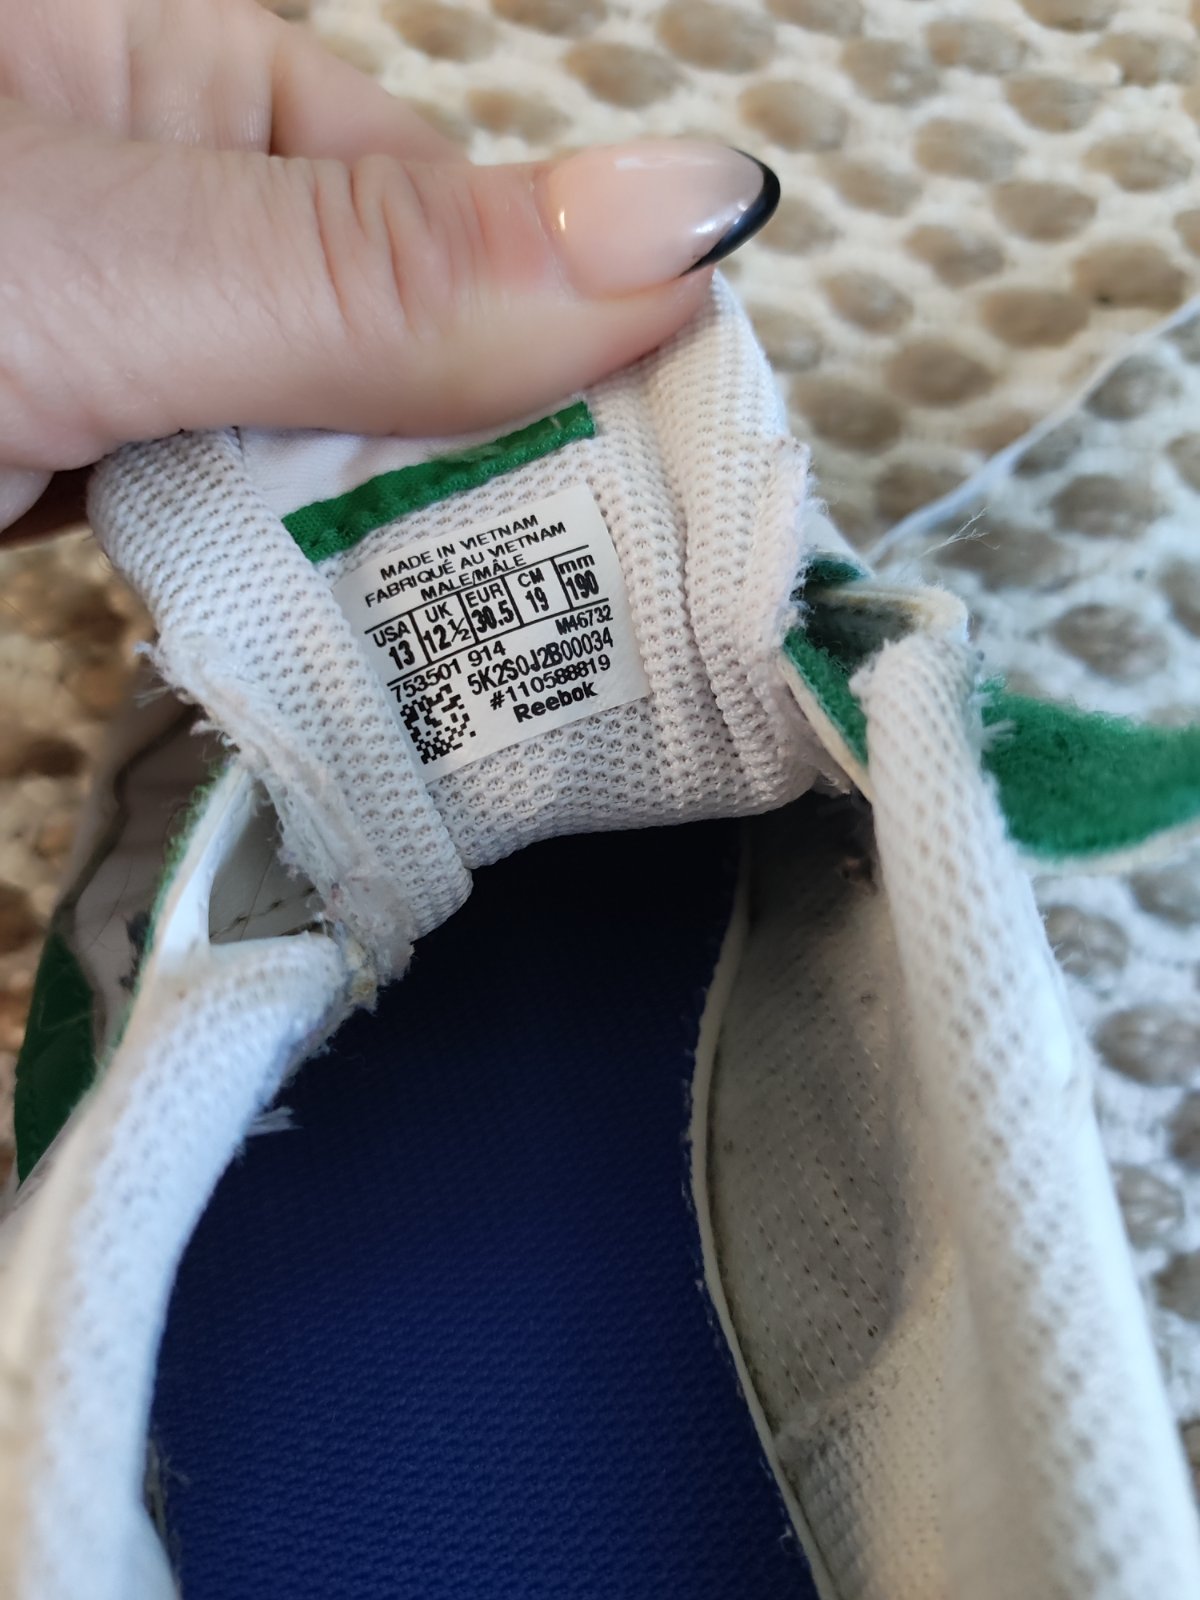 MADE IN VIETNAM
FABRIQUÉ AU VIETNAM
MALE/MÂLE
USA UK EUR CM mm
13 12½ 30.5 19 190
753501 914 M46732
5K2S0J2B00034
#110588819
Reebok